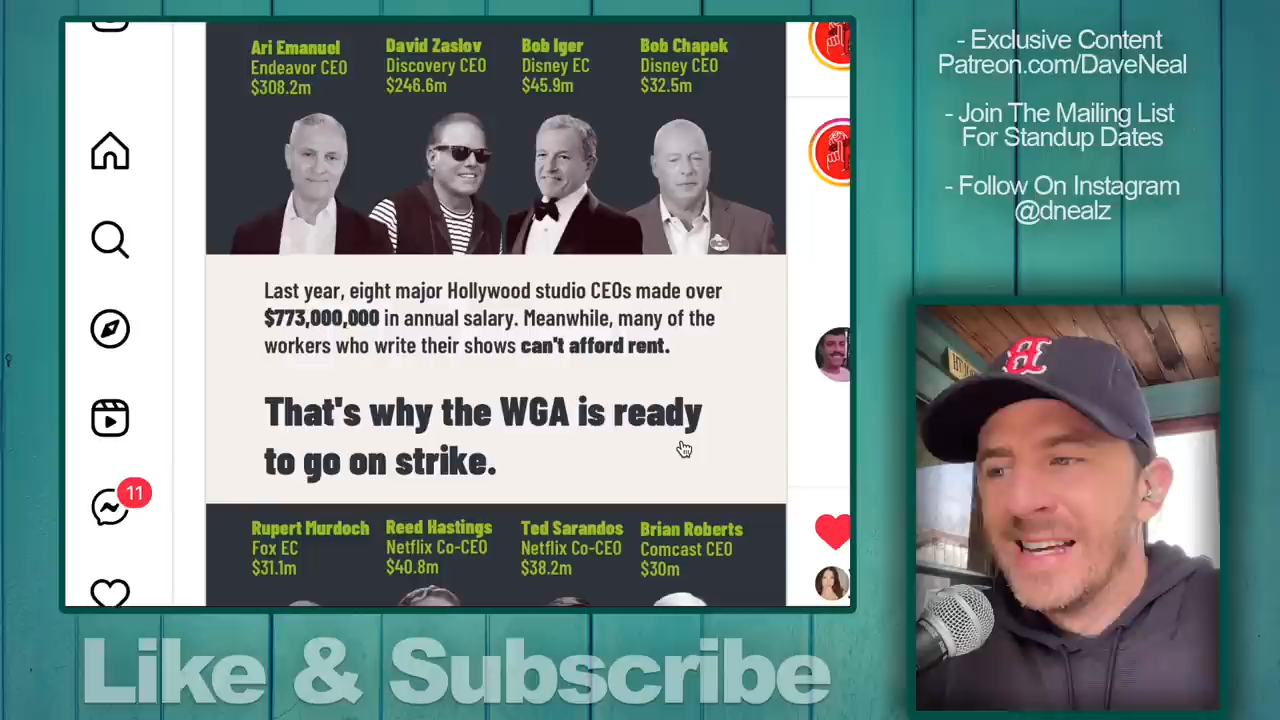 Ari Emanuel
Endeavor CEO
$308.2m
David Zaslov
Discovery CEO
$246.6m
Bob Iger
Disney EC
$45.9m
Bob Chapek
Disney CEO
$32.5m
Last year, eight major Hollywood studio CEOs made over
$773,000,000 in annual salary. Meanwhile, many of the
workers who write their shows can't afford rent.
That's why the WGA is ready
to go on strike.
Rupert Murdoch
Fox EC
$31.1m
Reed Hastings
Netflix Co-CEO
$40.8m
Ted Sarandos
Netflix Co-CEO
$38.2m
Brian Roberts
Comcast CEO
$30m
11
- Exclusive Content
Patreon.com/DaveNeal
- Join The Mailing List
For Standup Dates
- Follow On Instagram
@dnealz
B
Like & Subscribe